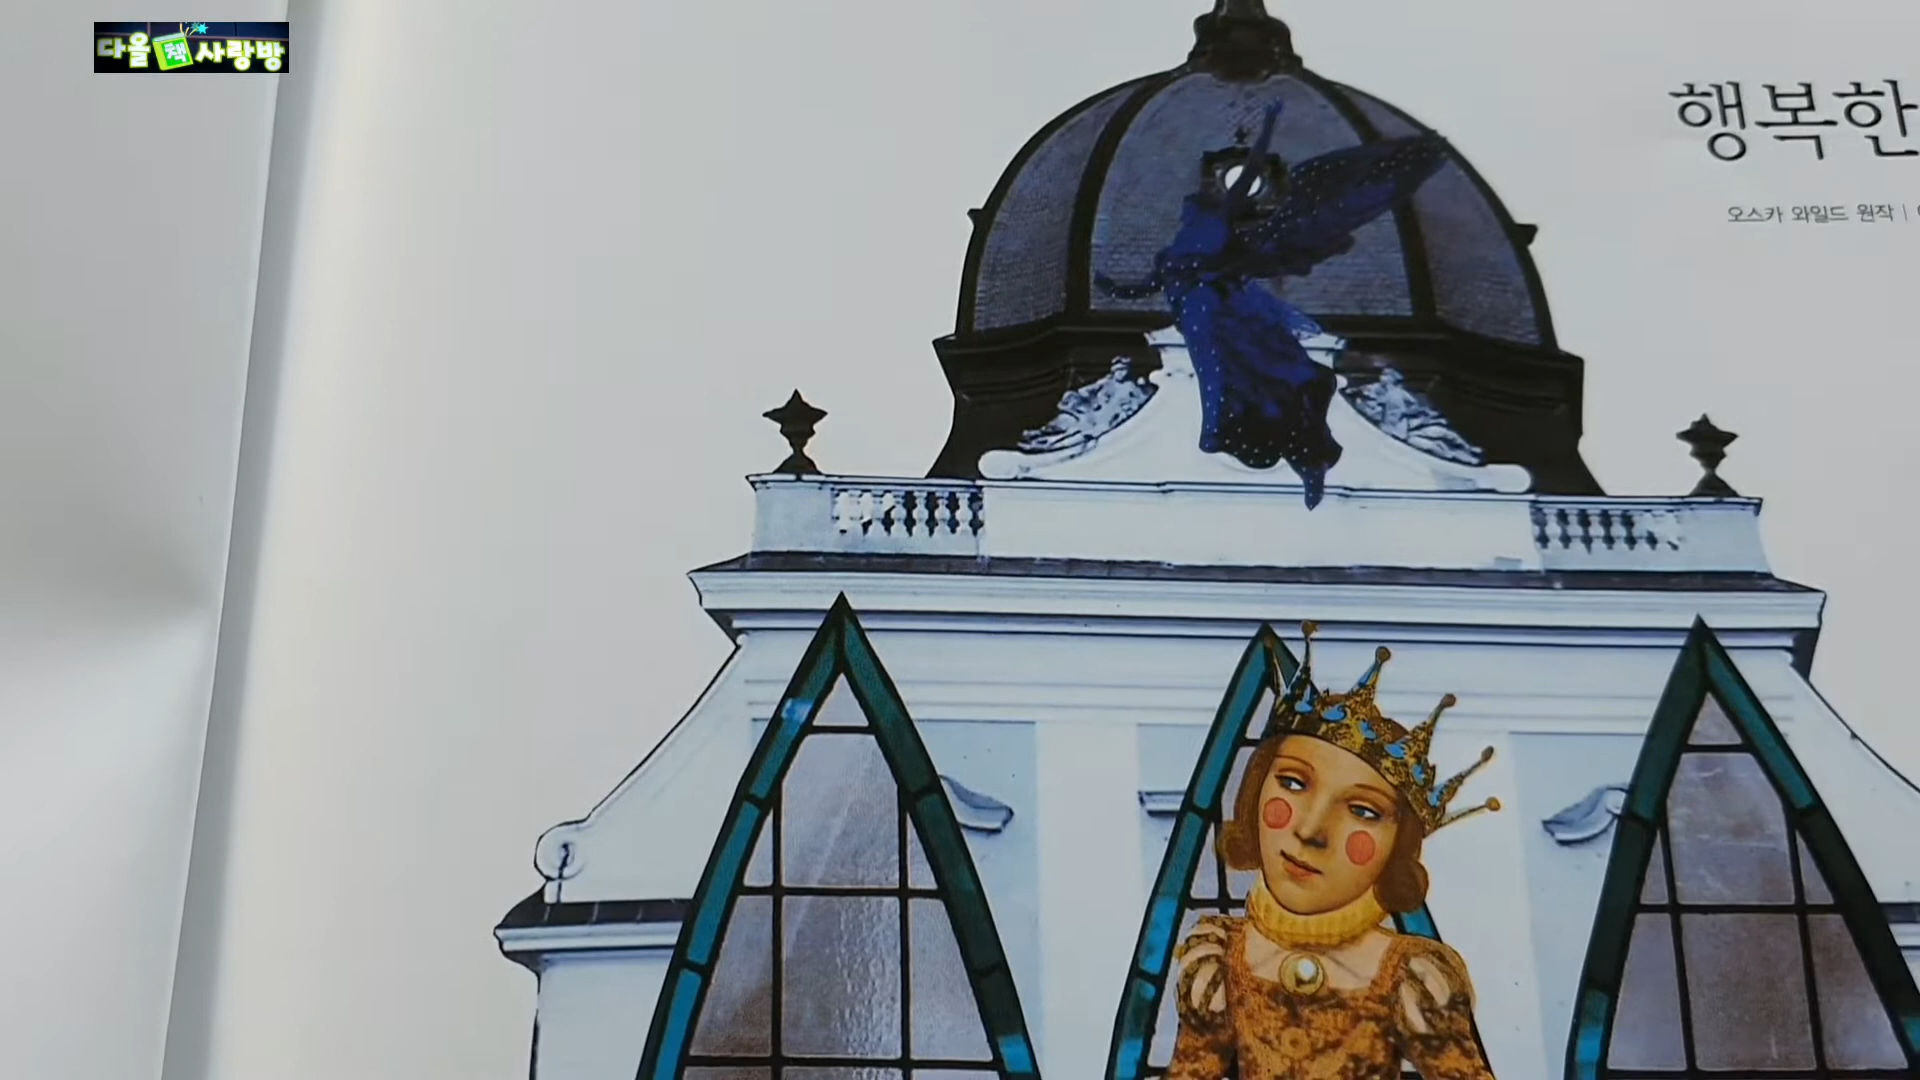 다올 책 사랑방
행복한
오스카 와일드 원작 |